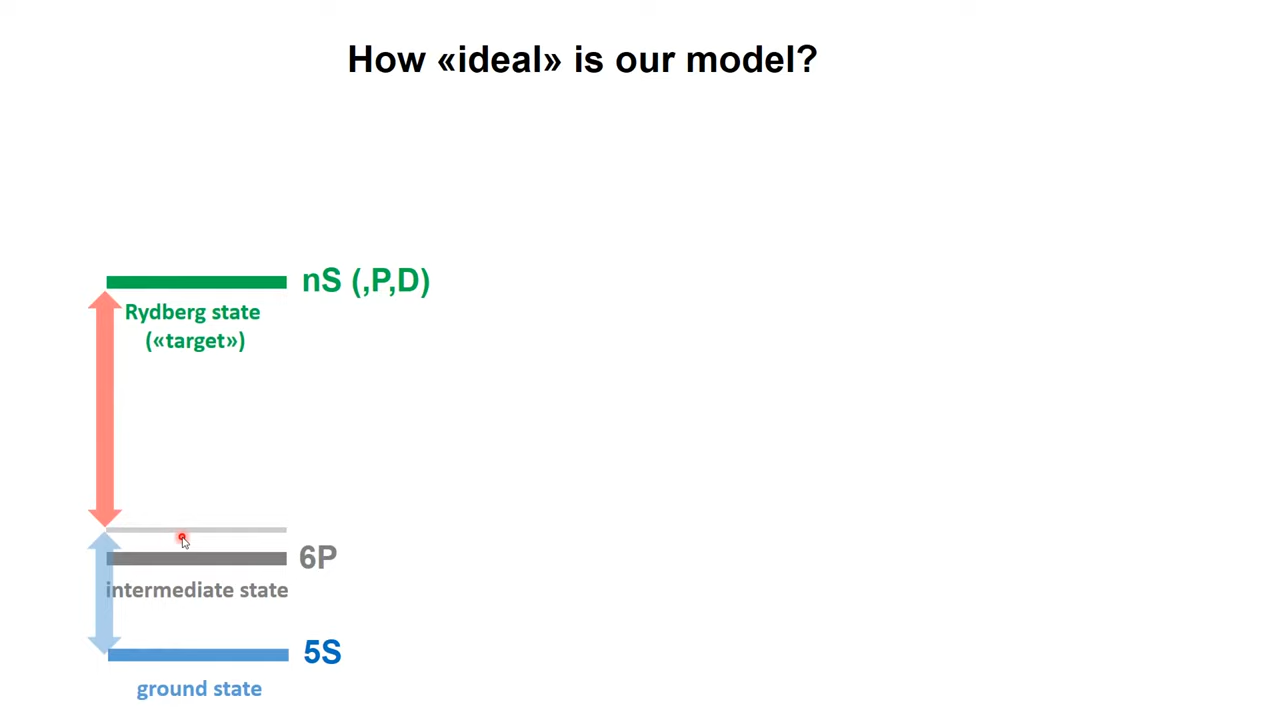 How «ideal» is our model?
nS (,P,D)
Rydberg state
(«target»)
6P
intermediate state
5S
ground state